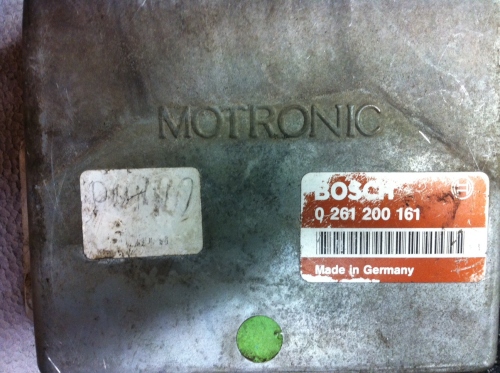 MOTRONIC
BOSCH
0 261 200 161
Made in Germany